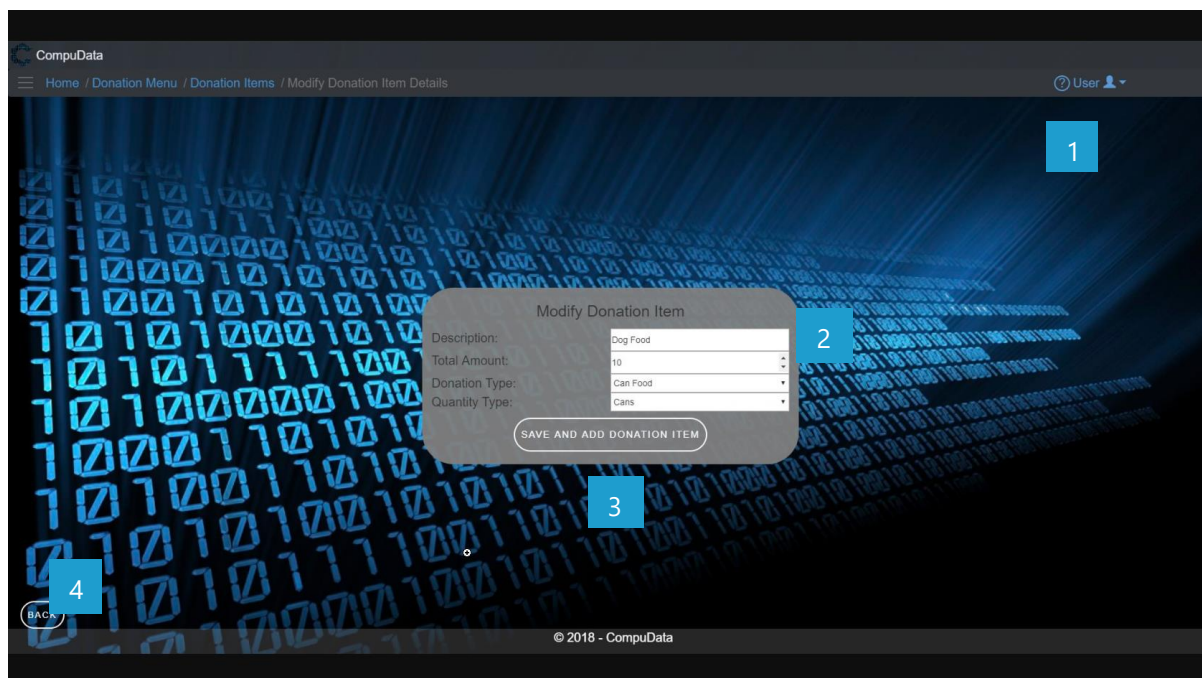 CompuData
Home / Donation Menu / Donation Items / Modify Donation Item Details
? User
1
Modify Donation Item
Description: Dog Food
2
Total Amount: 10
Donation Type: Can Food
Quantity Type: Cans
SAVE AND ADD DONATION ITEM
3
4
BACK
© 2018 - CompuData